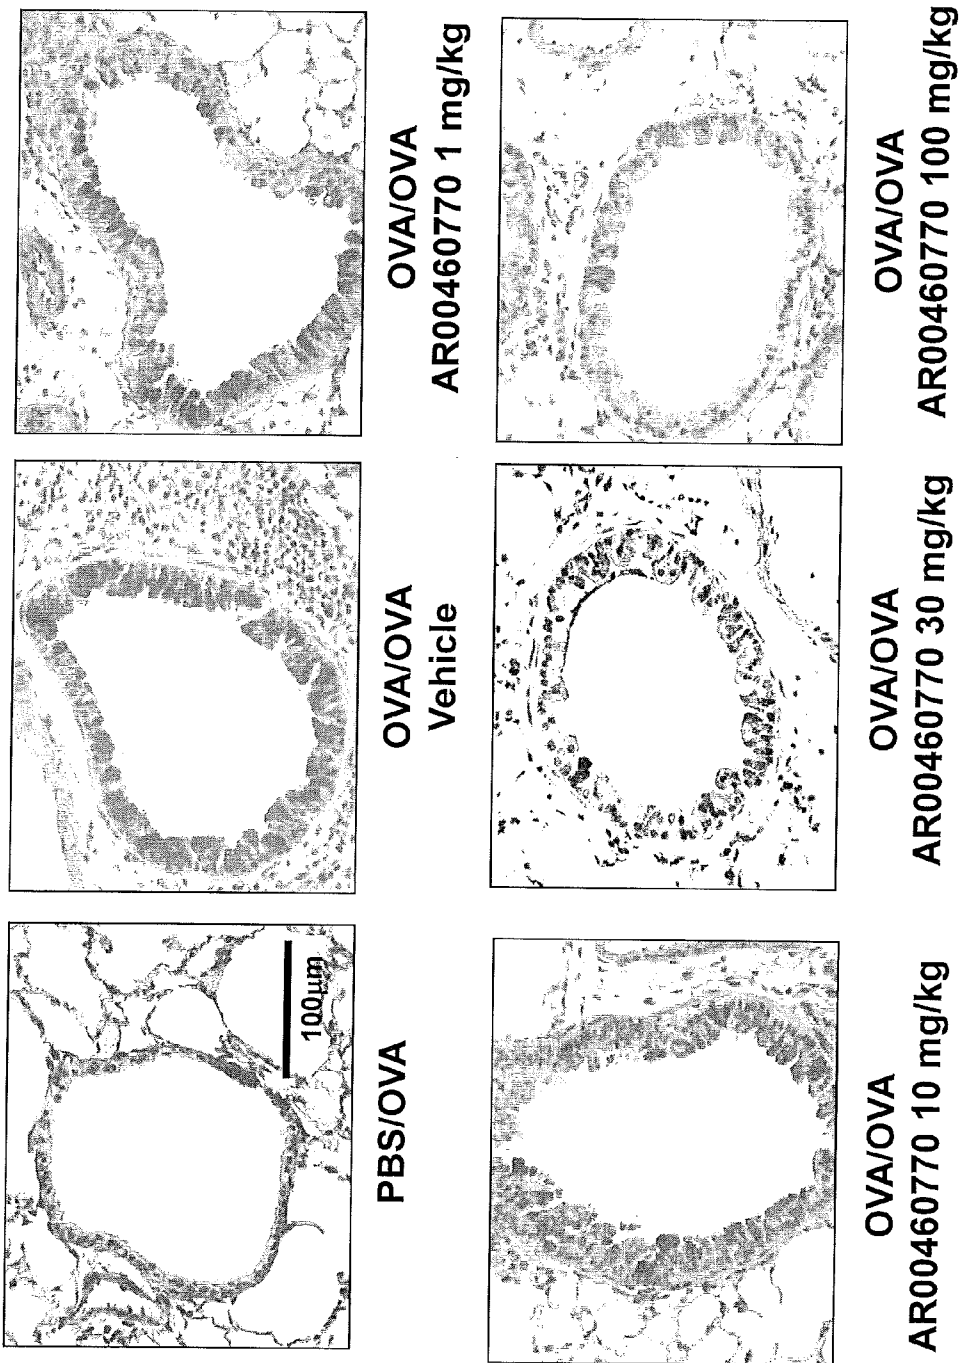 100µm
PBS/OVA
OVA/OVA
Vehicle
OVA/OVA
AR00460770 1 mg/kg
OVA/OVA
AR00460770 10 mg/kg
OVA/OVA
AR00460770 30 mg/kg
OVA/OVA
AR00460770 100 mg/kg